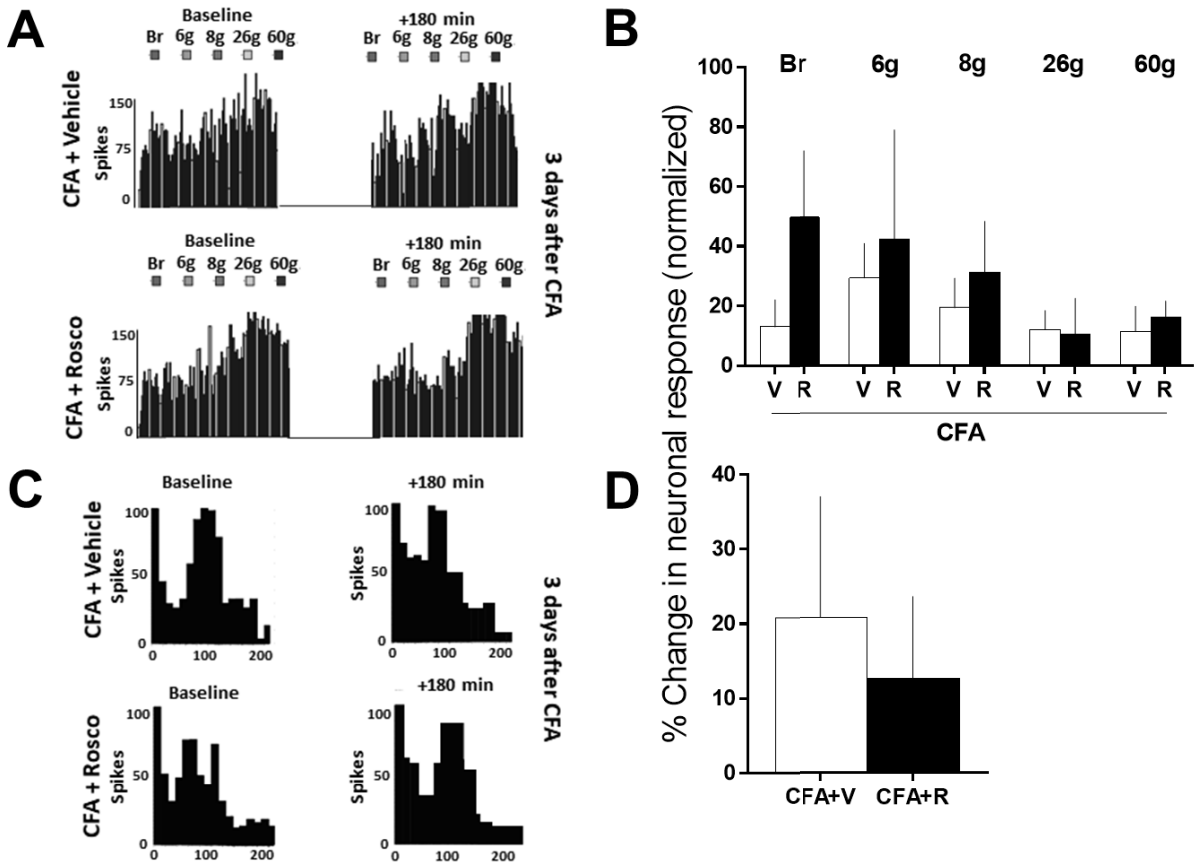 A
Baseline
Br 6g 8g 26g 60g
+180 min
Br 6g 8g 26g 60g
CFA + Vehicle
Spikes
150
75
0
Baseline
Br 6g 8g 26g 60g
+180 min
Br 6g 8g 26g 60g
CFA + Rosco
Spikes
150
75
0
3 days after CFA
B
% Change in neuronal response (normalized)
100
80
60
40
20
0
Br 6g 8g 26g 60g
V R V R V R V R V R
CFA
C
Baseline
CFA + Vehicle
Spikes
100
50
0
0 100 200
+180 min
Spikes
100
50
0
0 100 200
Baseline
CFA + Rosco
Spikes
100
50
0
0 100 200
+180 min
Spikes
100
50
0
0 100 200
3 days after CFA
D
40
30
20
10
0
CFA+V CFA+R